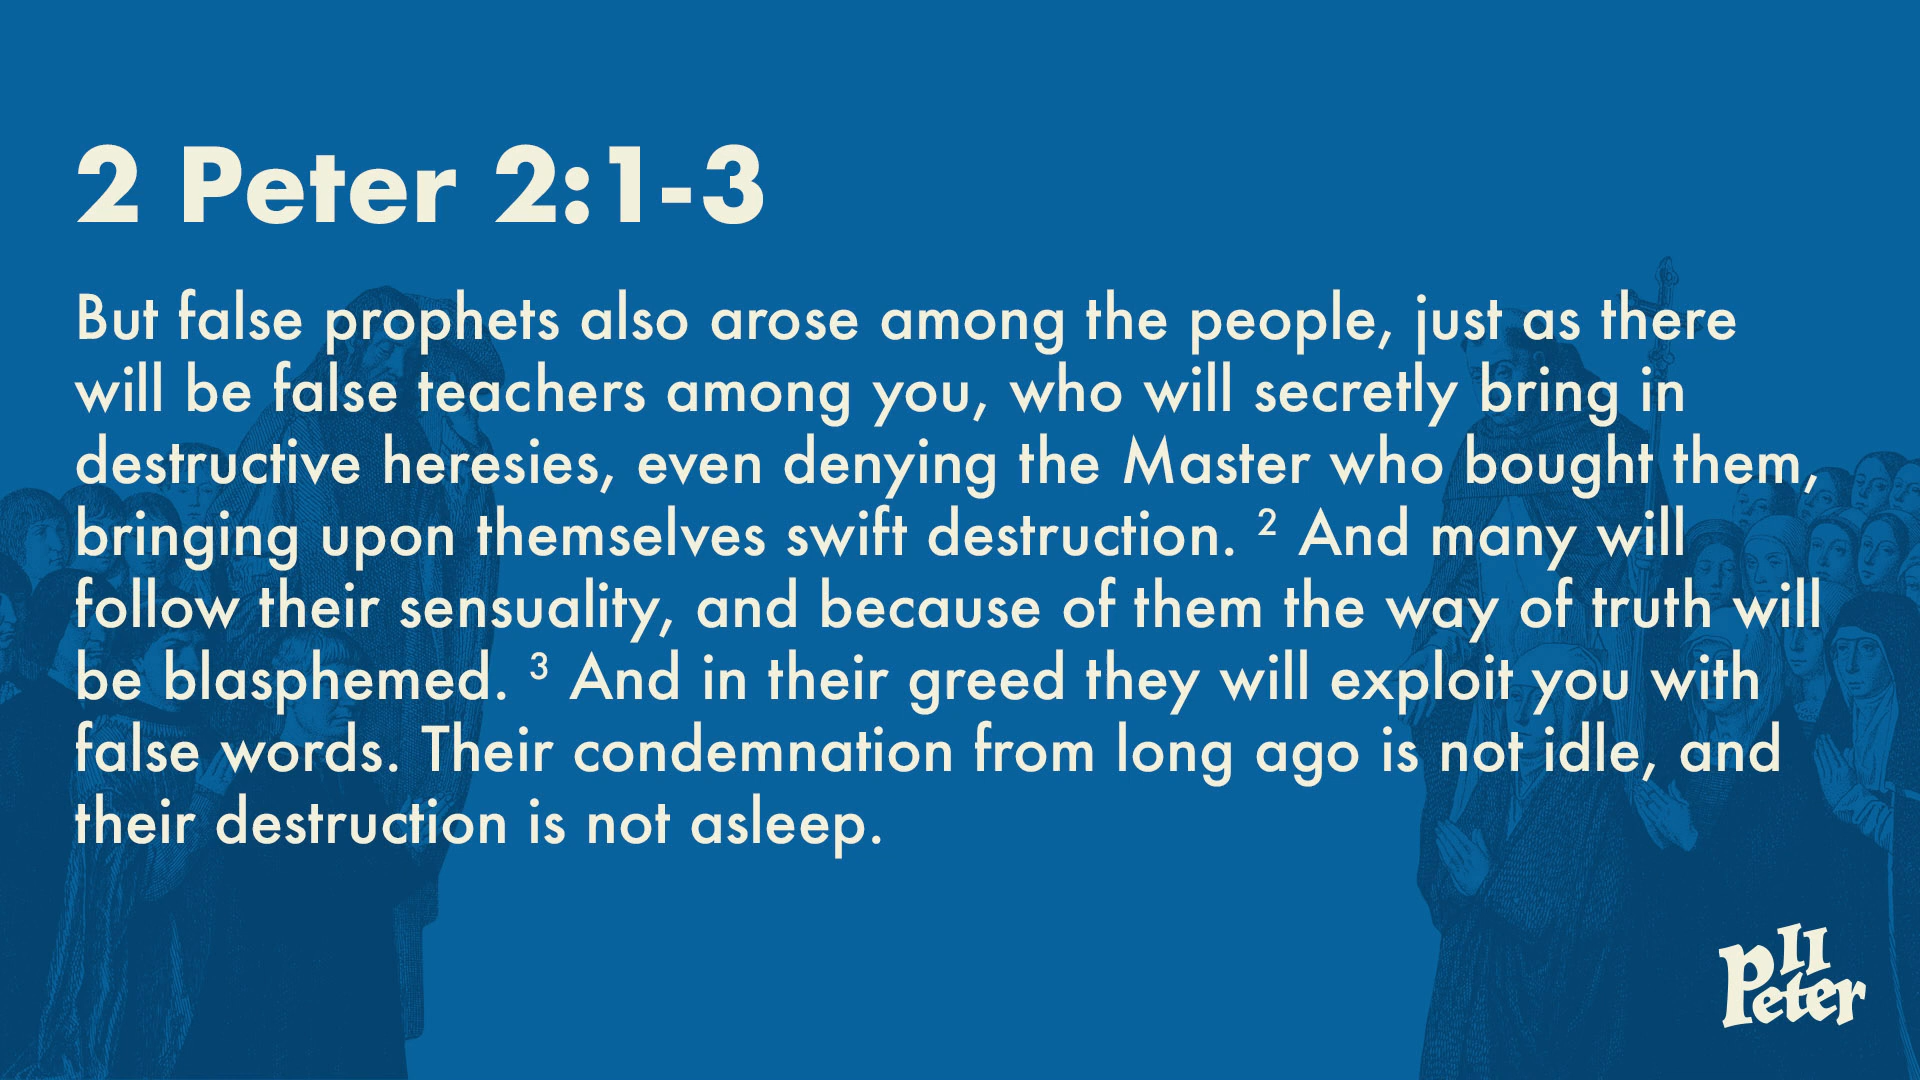 2 Peter 2:1-3
But false prophets also arose among the people, just as there
will be false teachers among you, who will secretly bring in
destructive heresies, even denying the Master who bought them,
bringing upon themselves swift destruction. ² And many will
follow their sensuality, and because of them the way of truth will
be blasphemed. ³ And in their greed they will exploit you with
false words. Their condemnation from long ago is not idle, and
their destruction is not asleep.
II
Peter